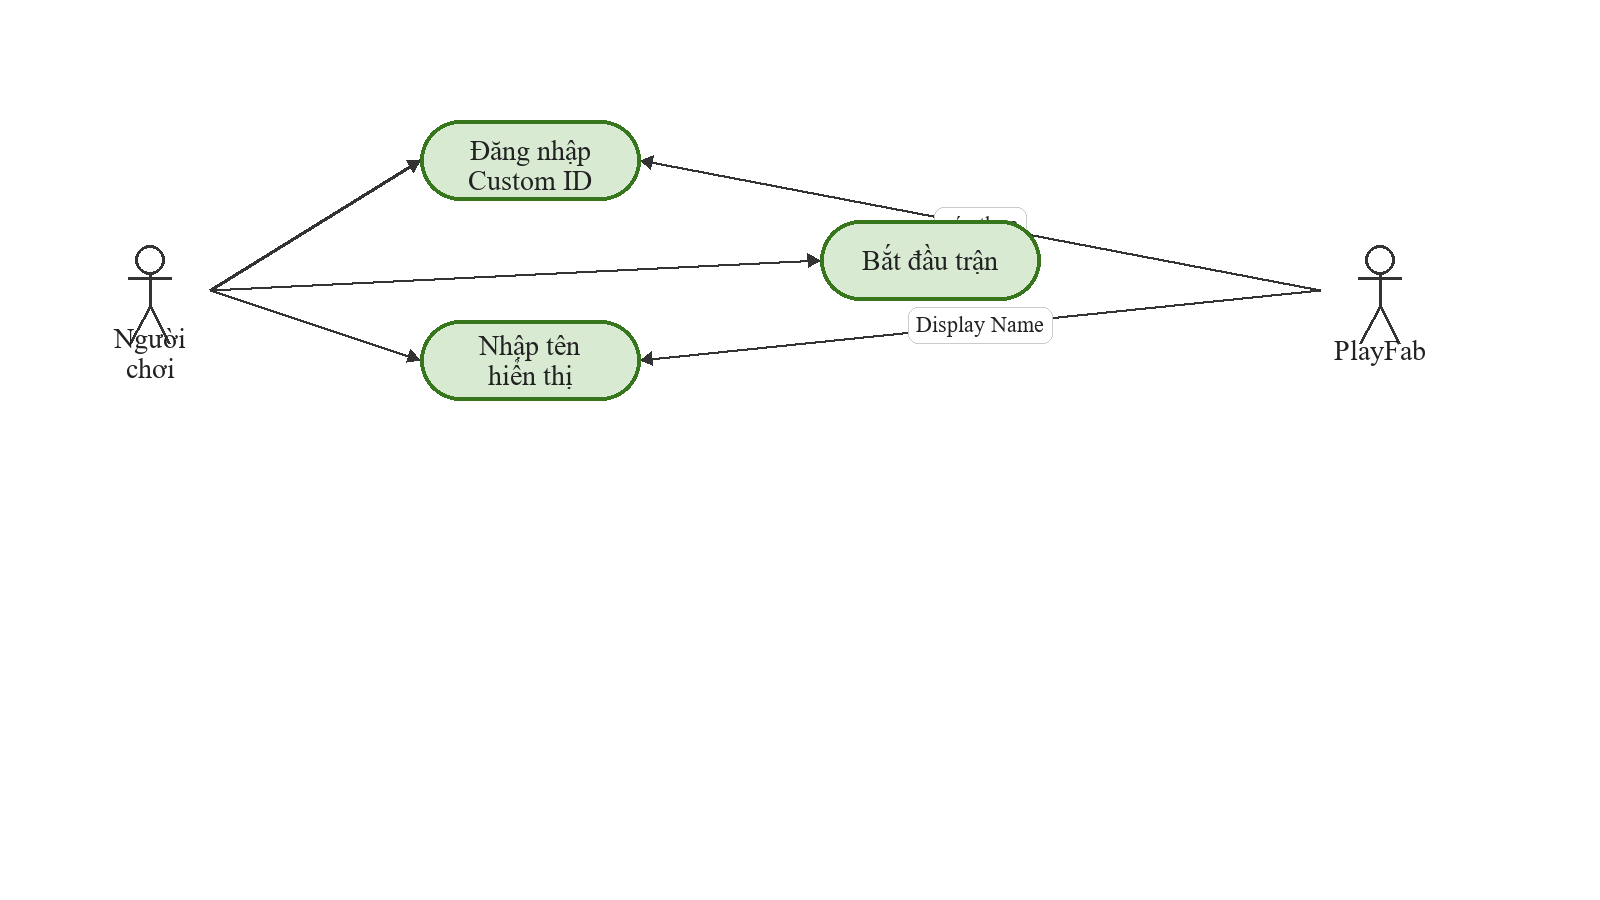 Đăng nhập
Custom ID
Bắt đầu trận
Người
chơi
Nhập tên
hiển thị
Display Name
PlayFab